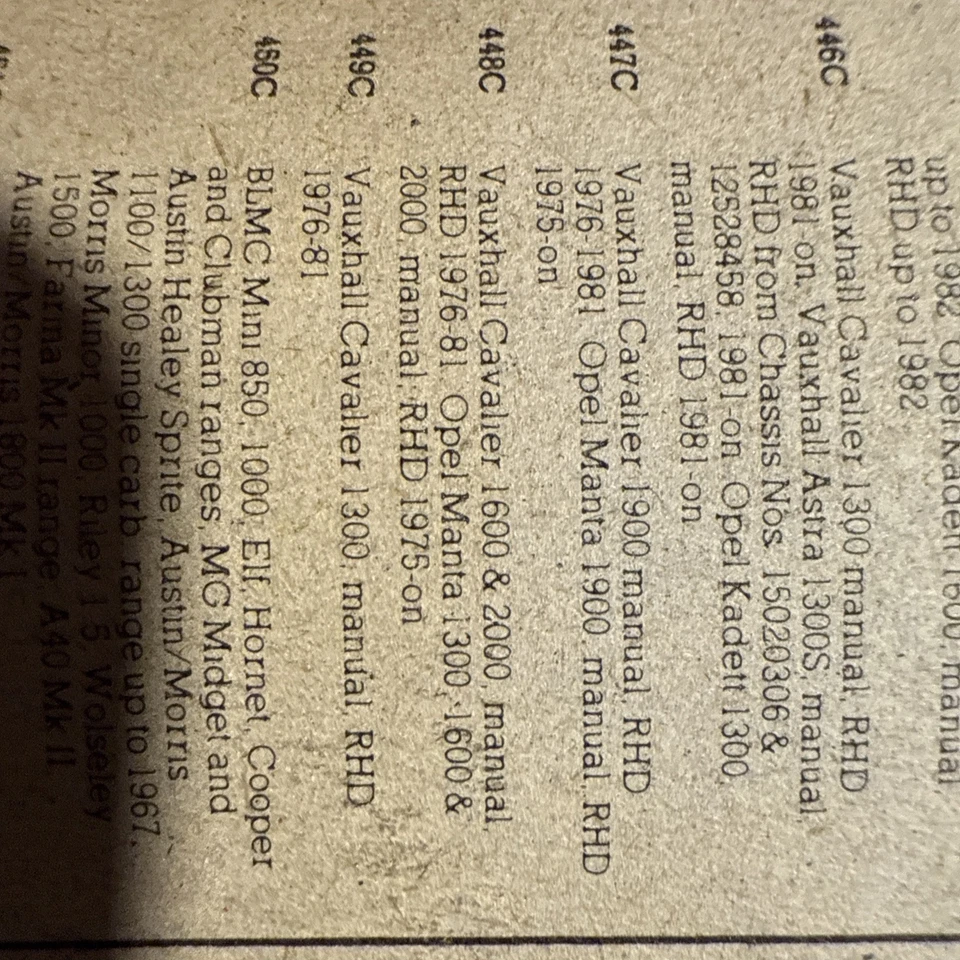 up to 1982, Opel Kadett 1600, manual,
RHD up to 1982
446C Vauxhall Cavalier 1300 manual, RHD
1981-on, Vauxhall Astra 1300S, manual
RHD from Chassis Nos. 15020306 &
12528458, 1981-on. Opel Kadett 1300,
manual, RHD 1981-on
447C Vauxhall Cavalier 1900 manual, RHD
1976-1981. Opel Manta 1900, manual, RHD
1975-on
448C Vauxhall Cavalier 1600 & 2000, manual,
RHD 1976-81. Opel Manta 1300, 1600 &
2000, manual, RHD 1975-on
449C Vauxhall Cavalier 1300, manual, RHD
1976-81
450C BLMC Mini 850, 1000, Elf, Hornet, Cooper
and Clubman ranges, MG Midget and
Austin Healey Sprite, Austin/Morris
1100/1300 single carb. range up to 1967.
Morris Minor 1000, Riley 1.5, Wolseley
1500, Farina Mk II range, A40 Mk II.
Austin/Morris 1800 Mk I